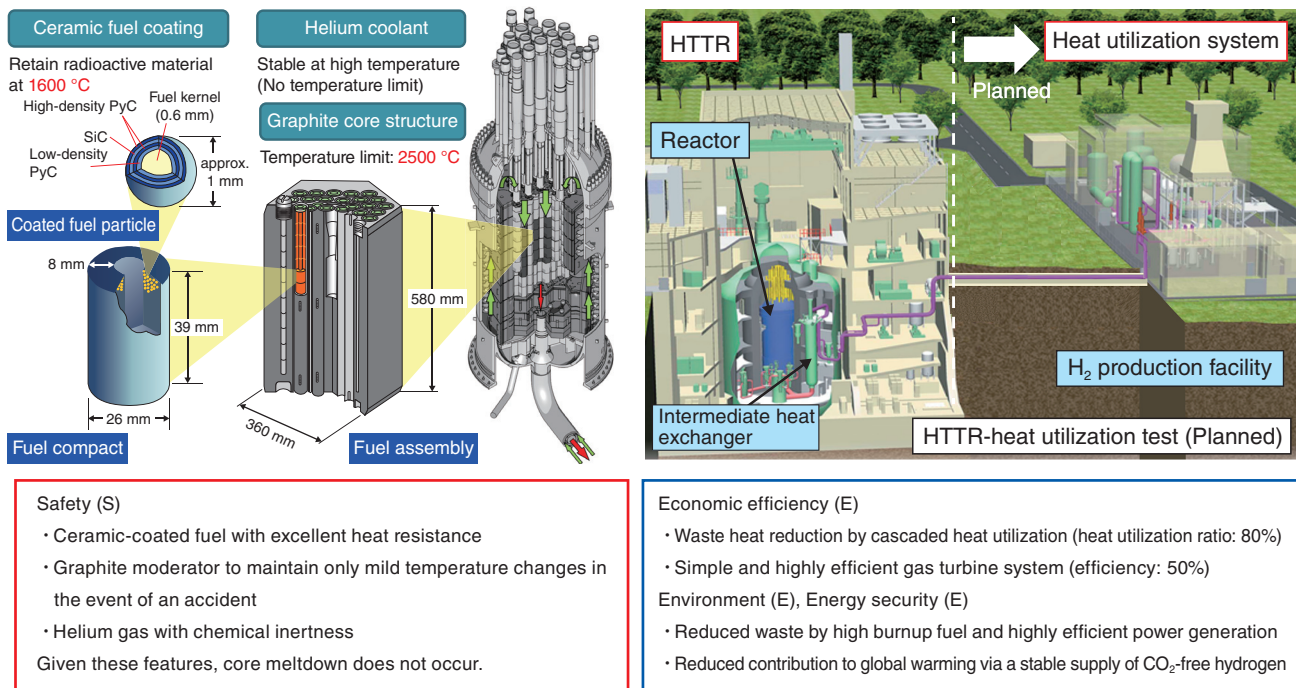 Ceramic fuel coating
Retain radioactive material
at 1600 °C
High-density PyC
Fuel kernel
(0.6 mm)
SiC
Low-density
PyC
approx.
1 mm
Coated fuel particle
8 mm
39 mm
26 mm
Fuel compact
Helium coolant
Stable at high temperature
(No temperature limit)
Graphite core structure
Temperature limit: 2500 °C
580 mm
360 mm
Fuel assembly
HTTR
Planned
Heat utilization system
Reactor
Intermediate heat
exchanger
H₂ production facility
HTTR-heat utilization test (Planned)
Safety (S)
・Ceramic-coated fuel with excellent heat resistance
・Graphite moderator to maintain only mild temperature changes in
the event of an accident
・Helium gas with chemical inertness
Given these features, core meltdown does not occur.
Economic efficiency (E)
・Waste heat reduction by cascaded heat utilization (heat utilization ratio: 80%)
・Simple and highly efficient gas turbine system (efficiency: 50%)
Environment (E), Energy security (E)
・Reduced waste by high burnup fuel and highly efficient power generation
・Reduced contribution to global warming via a stable supply of CO₂-free hydrogen